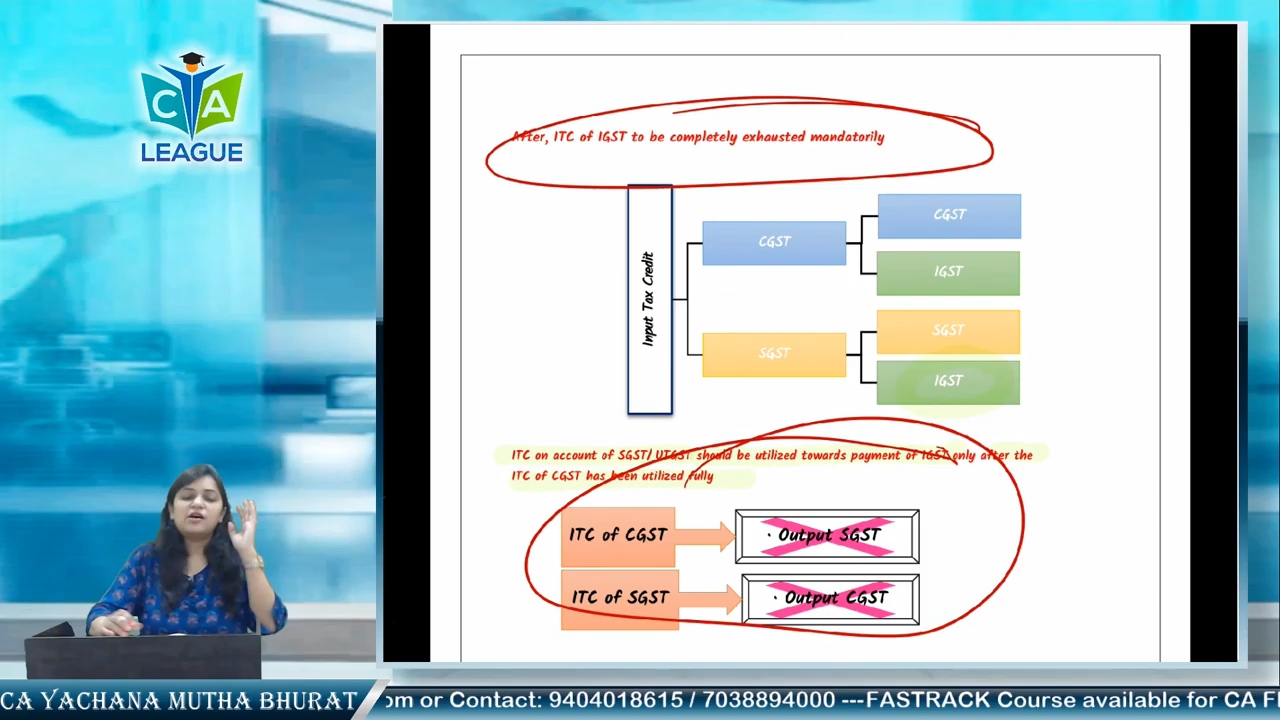 CA
LEAGUE
After, ITC of IGST to be completely exhausted mandatorily
Input Tax Credit
CGST
CGST
IGST
SGST
SGST
IGST
ITC on account of SGST/ UTGST should be utilized towards payment of IGST only after the
ITC of CGST has been utilized fully
ITC of CGST
· Output SGST
ITC of SGST
· Output CGST
CA YACHANA MUTHA BHURAT
om or Contact: 9404018615 / 7038894000 ---FASTRACK Course available for CA F